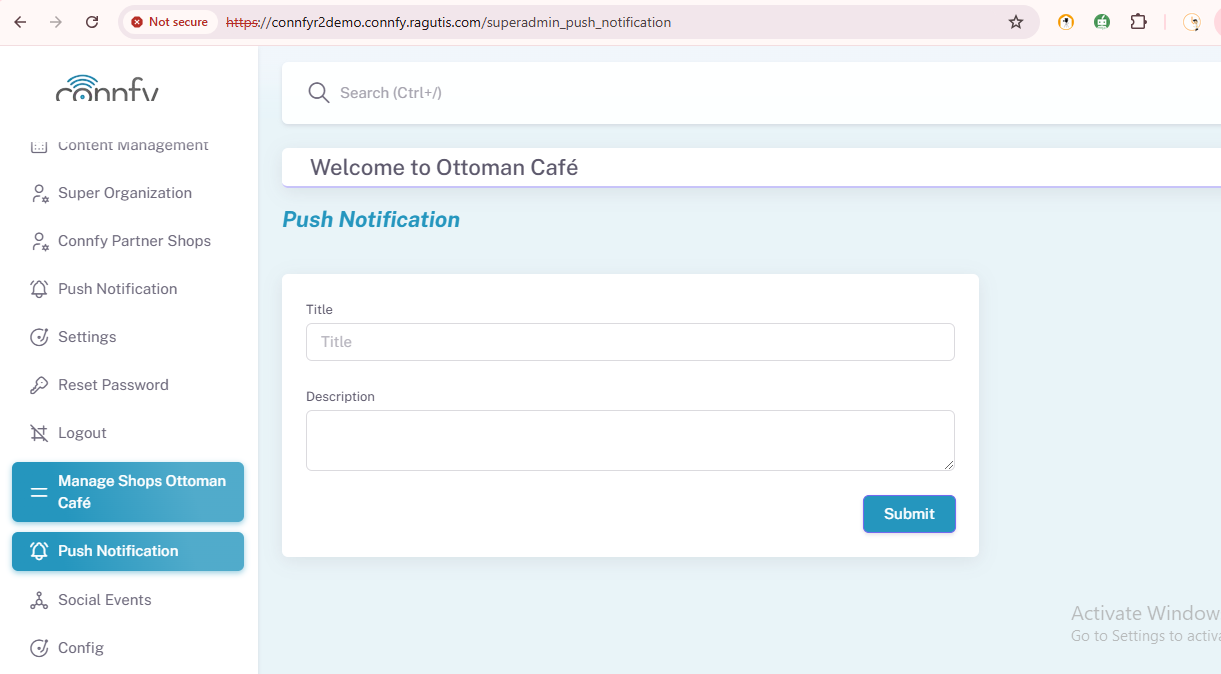 Not secure
https://connfyr2demo.connfy.ragutis.com/superadmin_push_notification
connfy
Search (Ctrl+/)
Content Management
Welcome to Ottoman Café
Super Organization
Push Notification
Connfy Partner Shops
Push Notification
Title
Settings
Title
Reset Password
Description
Logout
Manage Shops Ottoman
Café
Submit
Push Notification
Social Events
Activate Window
Go to Settings to activa
Config